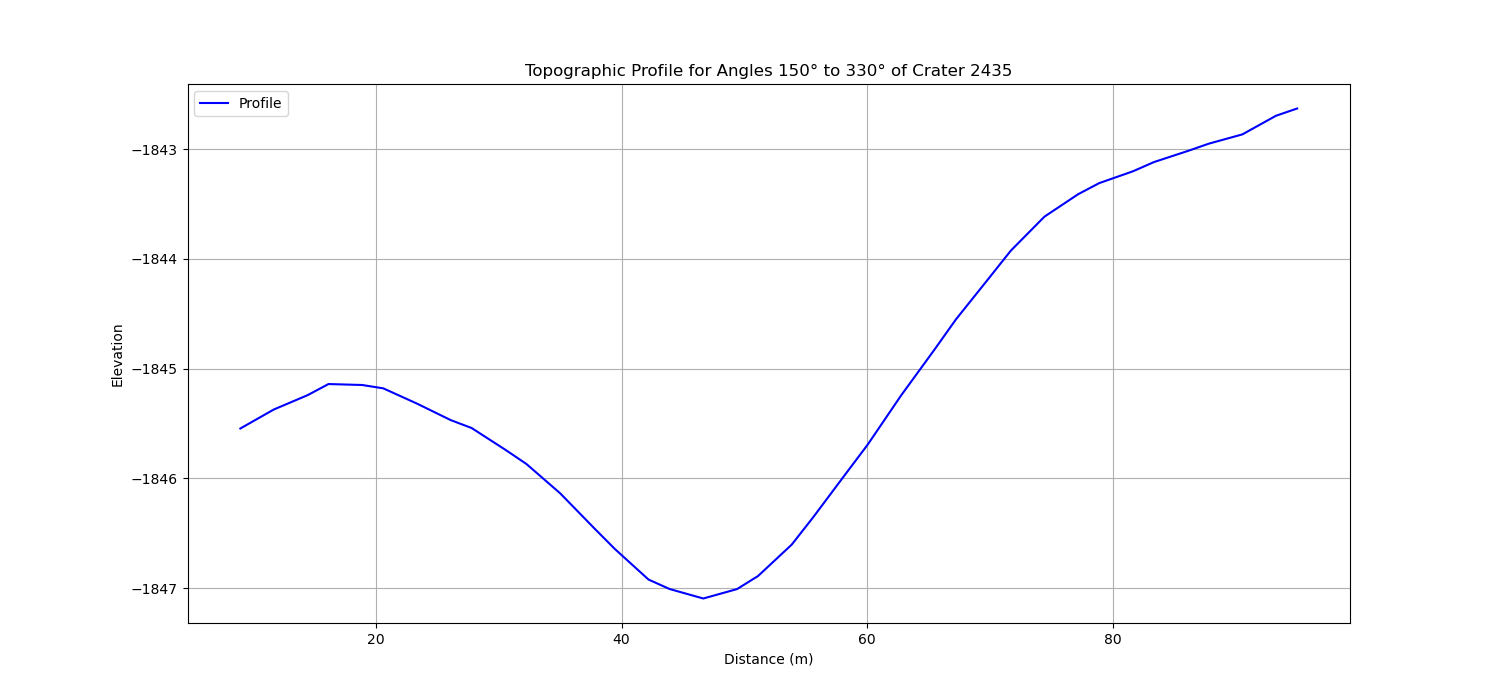 Topographic Profile for Angles 150° to 330° of Crater 2435
Profile
−1843
−1844
−1845
−1846
−1847
Elevation
20 40 60 80
Distance (m)